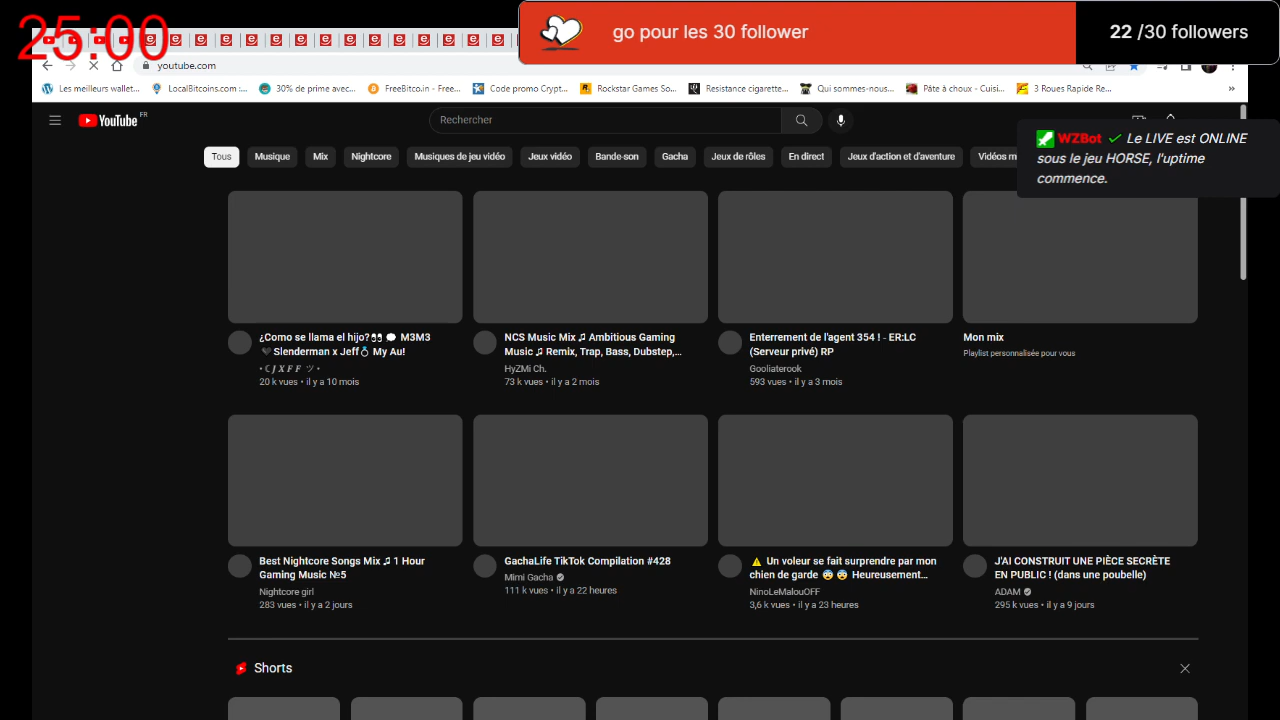 25:00
go pour les 30 follower
22 /30 followers
youtube.com
Les meilleurs wallet...
LocalBitcoins.com :...
30% de prime avec...
FreeBitco.in - Free...
Code promo Crypt...
Rockstar Games So...
Resistance cigarette...
Qui sommes-nous...
Pâte à choux - Cuisi...
3 Roues Rapide Re...
»
YouTube FR
Rechercher
WZBot ✓ Le LIVE est ONLINE
sous le jeu HORSE, l'uptime
commence.
Tous
Musique
Mix
Nightcore
Musiques de jeu vidéo
Jeux vidéo
Bande-son
Gacha
Jeux de rôles
En direct
Jeux d'action et d'aventure
Vidéos m
¿Como se llama el hijo?👀 💭 M3M3
🖤Slenderman x Jeff💍 My Au!
• ☾𝑱 𝑿 𝑭 𝑭 ツ •
20 k vues • il y a 10 mois
NCS Music Mix ♫ Ambitious Gaming
Music ♫ Remix, Trap, Bass, Dubstep,...
HyZMi Ch.
73 k vues • il y a 2 mois
Enterrement de l'agent 354 ! - ER:LC
(Serveur privé) RP
Gooliaterook
593 vues • il y a 3 mois
Mon mix
Playlist personnalisée pour vous
Best Nightcore Songs Mix ♫ 1 Hour
Gaming Music №5
Nightcore girl
283 vues • il y a 2 jours
GachaLife TikTok Compilation #428
Mimi Gacha
111 k vues • il y a 22 heures
⚠️ Un voleur se fait surprendre par mon
chien de garde 😨 😨 Heureusement...
NinoLeMalouOFF
3,6 k vues • il y a 23 heures
J'AI CONSTRUIT UNE PIÈCE SECRÈTE
EN PUBLIC ! (dans une poubelle)
ADAM
295 k vues • il y a 9 jours
Shorts